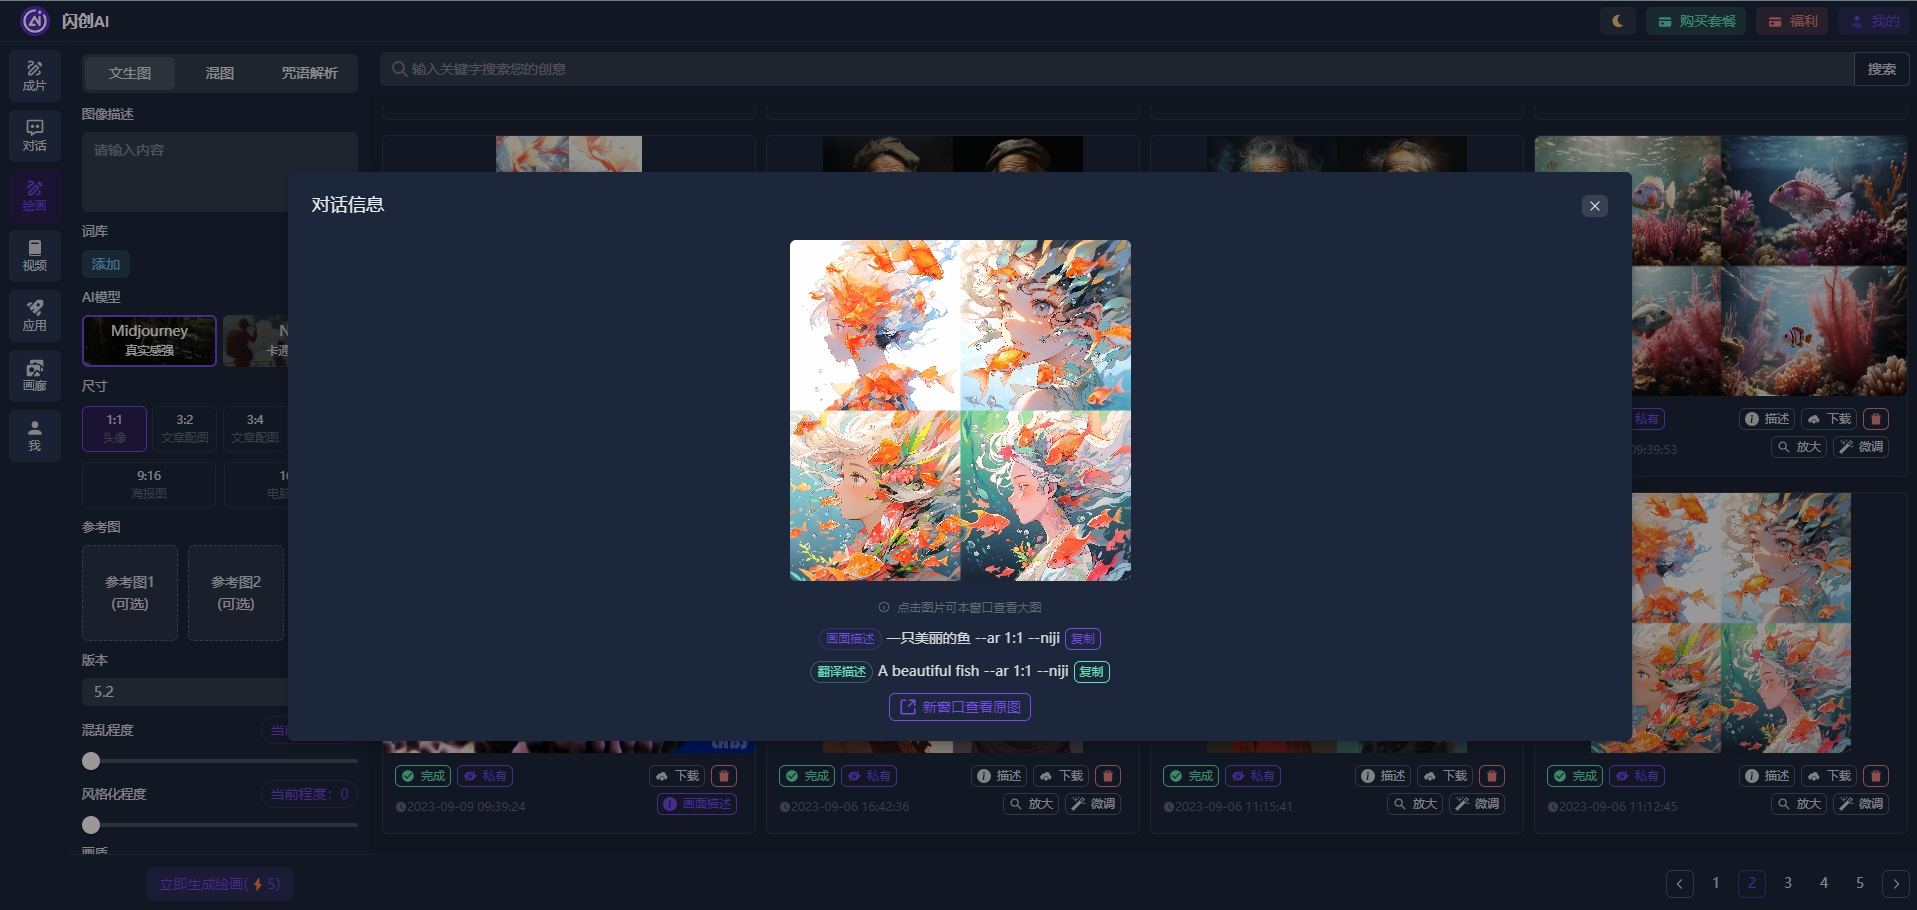 闪创AI
购买套餐
福利
我的
成片
对话
绘画
视频
应用
画廊
我
文生图
混图
咒语解析
输入关键字搜索您的创意
搜索
图像描述
请输入内容
词库
添加
AI模型
Midjourney
真实感强
N
卡通
尺寸
1:1
头像
3:2
文章配图
3:4
文章配图
9:16
海报图
参考图
参考图1
(可选)
参考图2
(可选)
版本
5.2
混乱程度
风格化程度
当前程度：0
立即生成绘画(⚡5)
对话信息
点击图片可本窗口查看大图
画面描述 一只美丽的鱼 --ar 1:1 --niji 复制
翻译描述 A beautiful fish --ar 1:1 --niji 复制
新窗口查看原图
私有
描述
下载
09:39:53
放大
微调
完成
私有
下载
2023-09-09 09:39:24
画面描述
完成
私有
描述
下载
2023-09-06 16:42:36
放大
微调
完成
私有
描述
下载
2023-09-06 11:15:41
放大
微调
完成
私有
描述
下载
2023-09-06 11:12:45
放大
微调
1
2
3
4
5